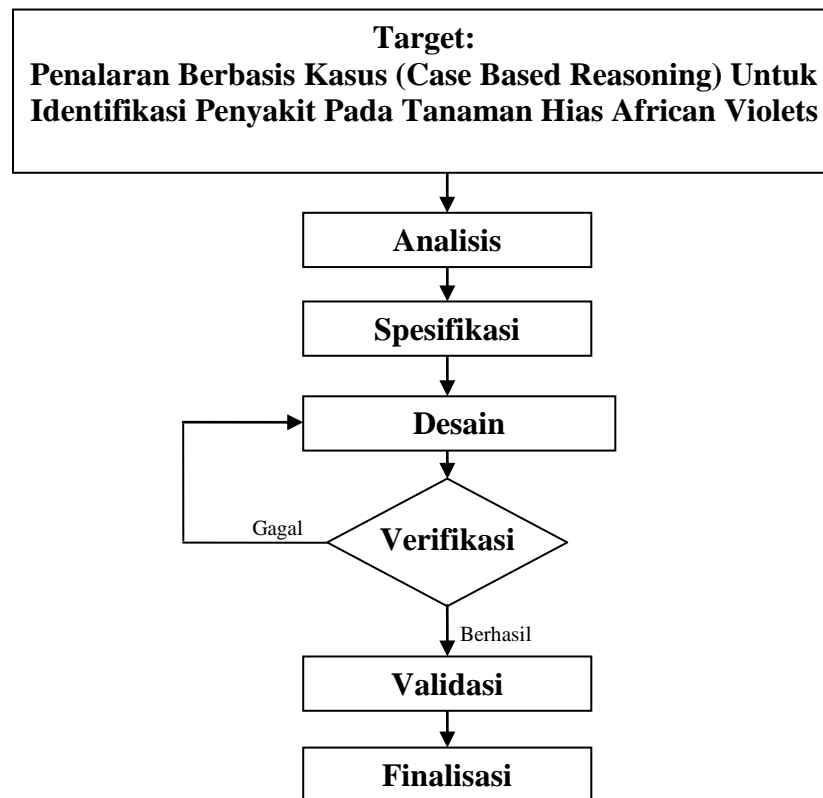 Target:
Penalaran Berbasis Kasus (Case Based Reasoning) Untuk
Identifikasi Penyakit Pada Tanaman Hias African Violets
Analisis
Spesifikasi
Desain
Gagal
Verifikasi
Berhasil
Validasi
Finalisasi